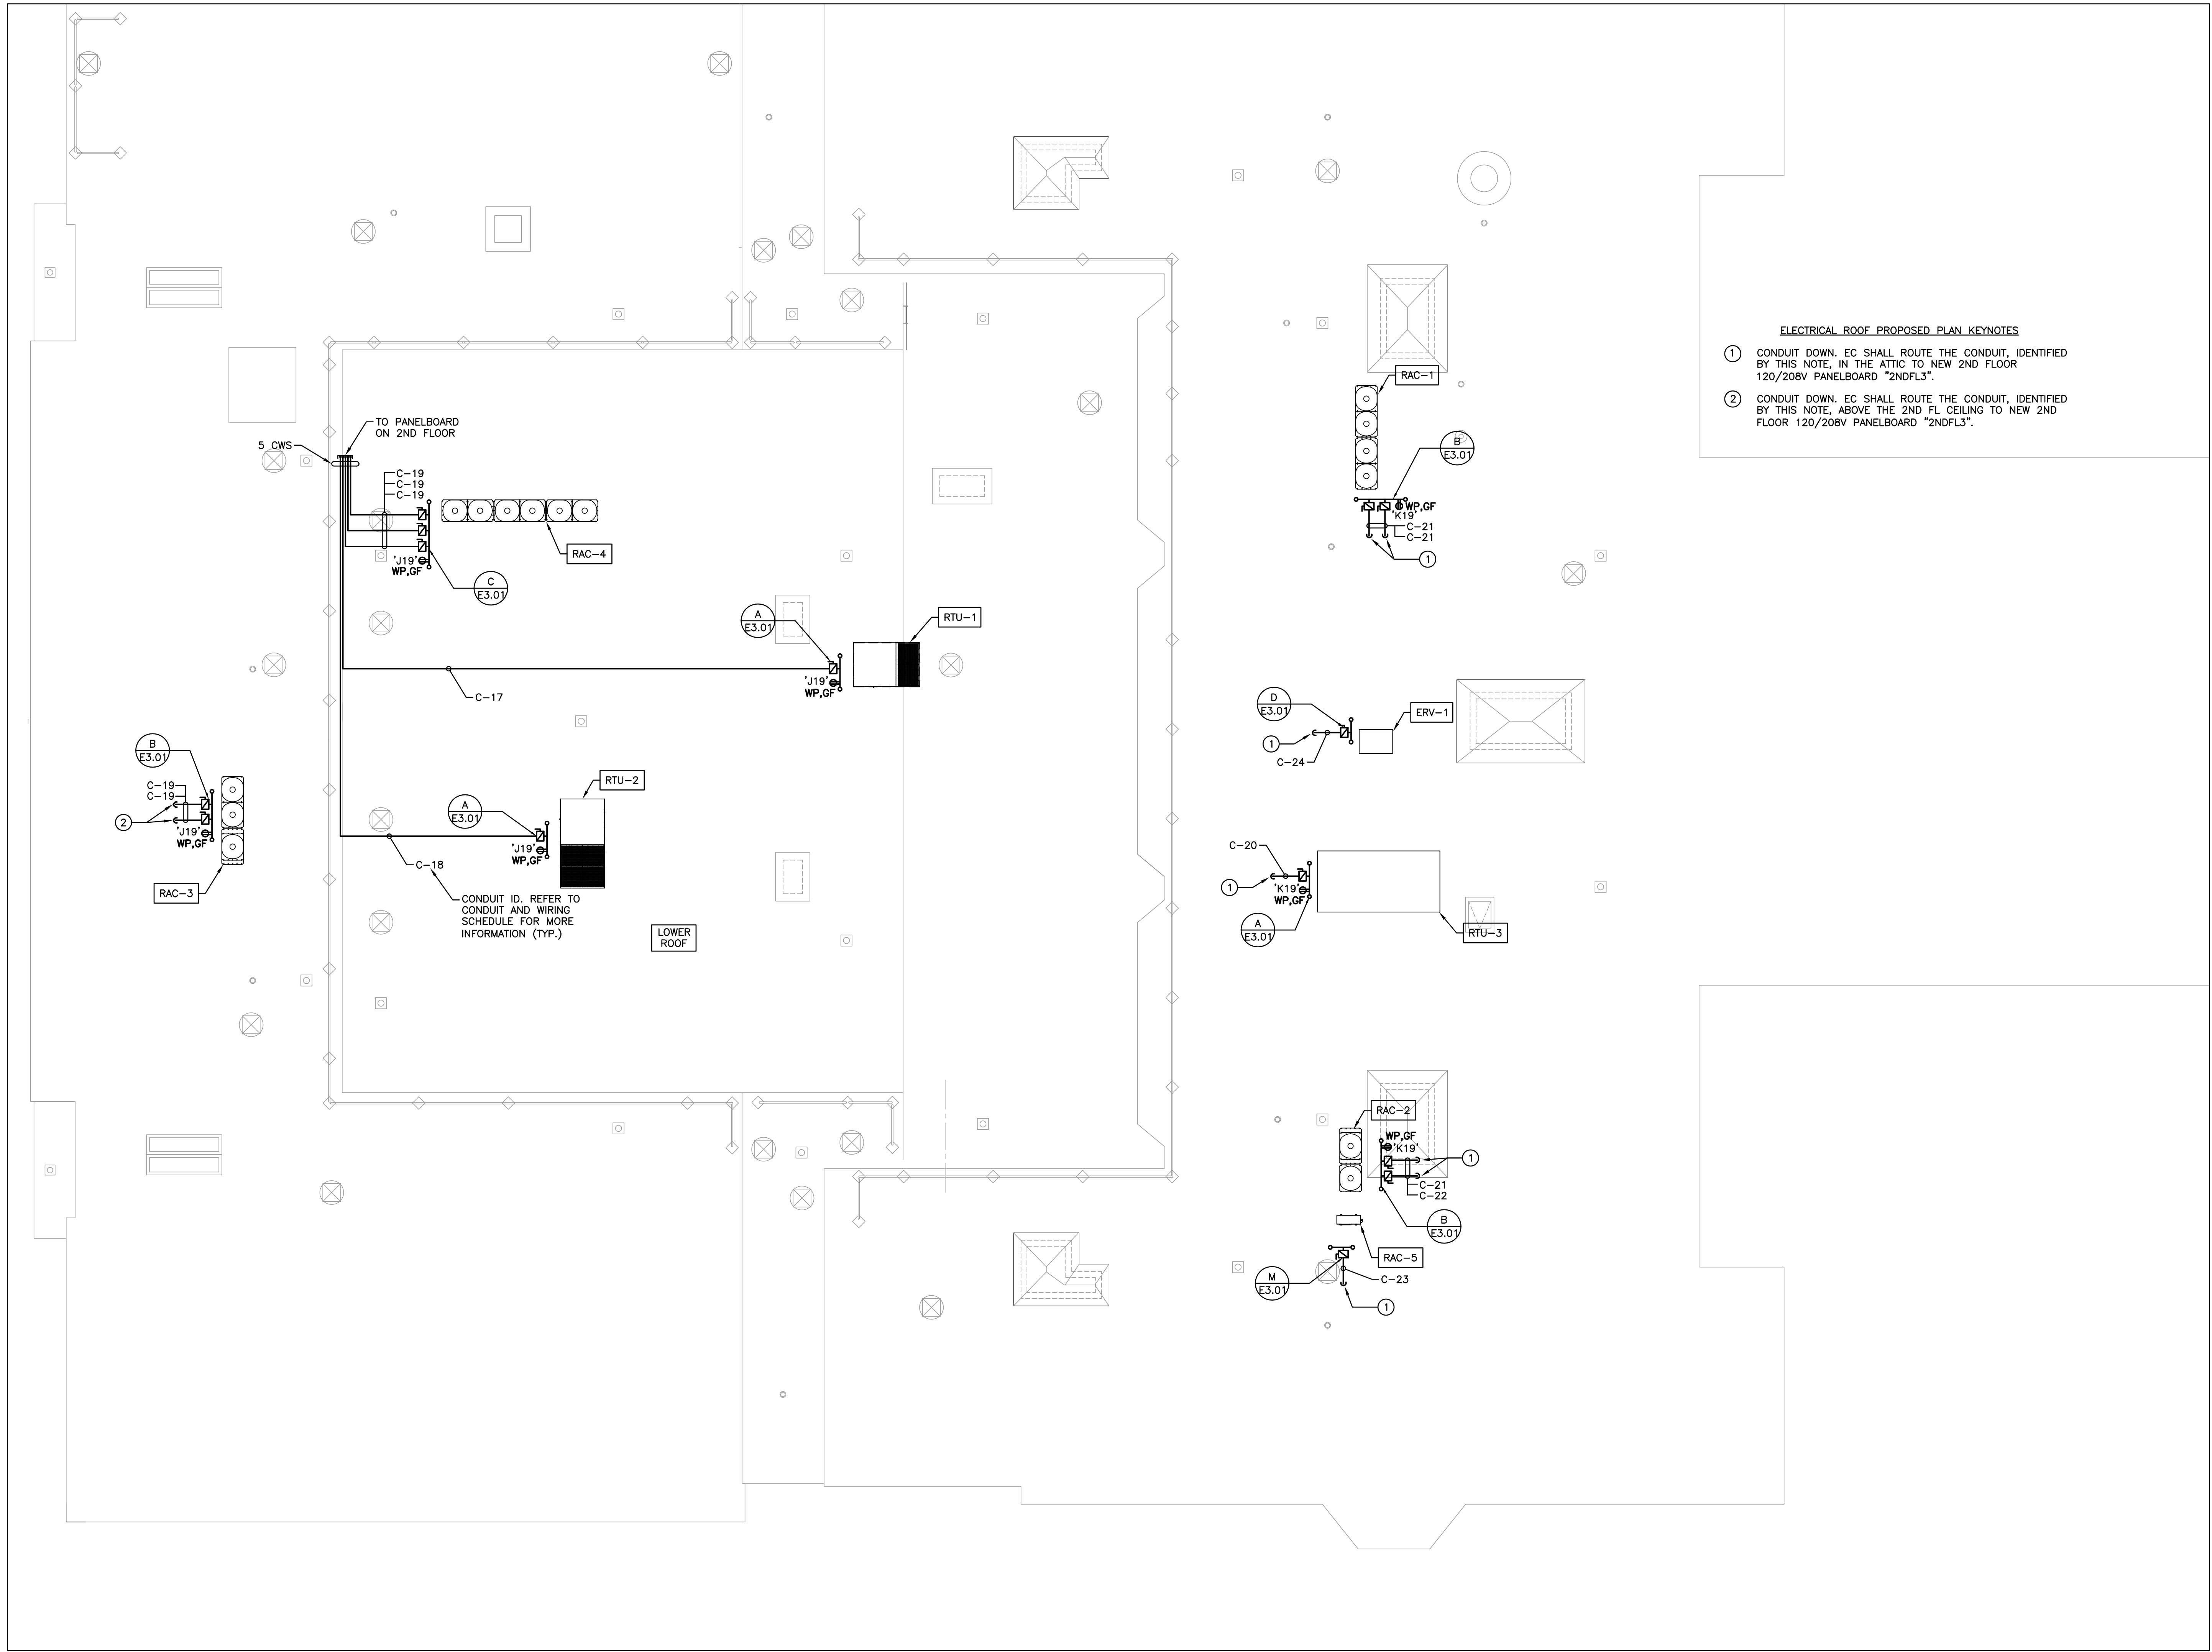 ELECTRICAL ROOF PROPOSED PLAN KEYNOTES
1 CONDUIT DOWN. EC SHALL ROUTE THE CONDUIT, IDENTIFIED
BY THIS NOTE, IN THE ATTIC TO NEW 2ND FLOOR
120/208V PANELBOARD "2NDFL3".
2 CONDUIT DOWN. EC SHALL ROUTE THE CONDUIT, IDENTIFIED
BY THIS NOTE, ABOVE THE 2ND FL CEILING TO NEW 2ND
FLOOR 120/208V PANELBOARD "2NDFL3".
TO PANELBOARD
ON 2ND FLOOR
5 CWS
C-19
C-19
C-19
'J19'
WP,GF
C
E3.01
RAC-4
A
E3.01
RTU-1
'J19'
WP,GF
C-17
B
E3.01
C-19
C-19
2
'J19'
WP,GF
RAC-3
RTU-2
A
E3.01
'J19'
WP,GF
C-18
CONDUIT ID. REFER TO
CONDUIT AND WIRING
SCHEDULE FOR MORE
INFORMATION (TYP.)
LOWER
ROOF
RAC-1
B
E3.01
WP,GF
'K19'
C-21
C-21
1
D
E3.01
ERV-1
1
C-24
C-20
1
'K19'
WP,GF
A
E3.01
RTU-3
RAC-2
WP,GF
'K19'
1
C-21
C-22
B
E3.01
RAC-5
M
E3.01
C-23
1